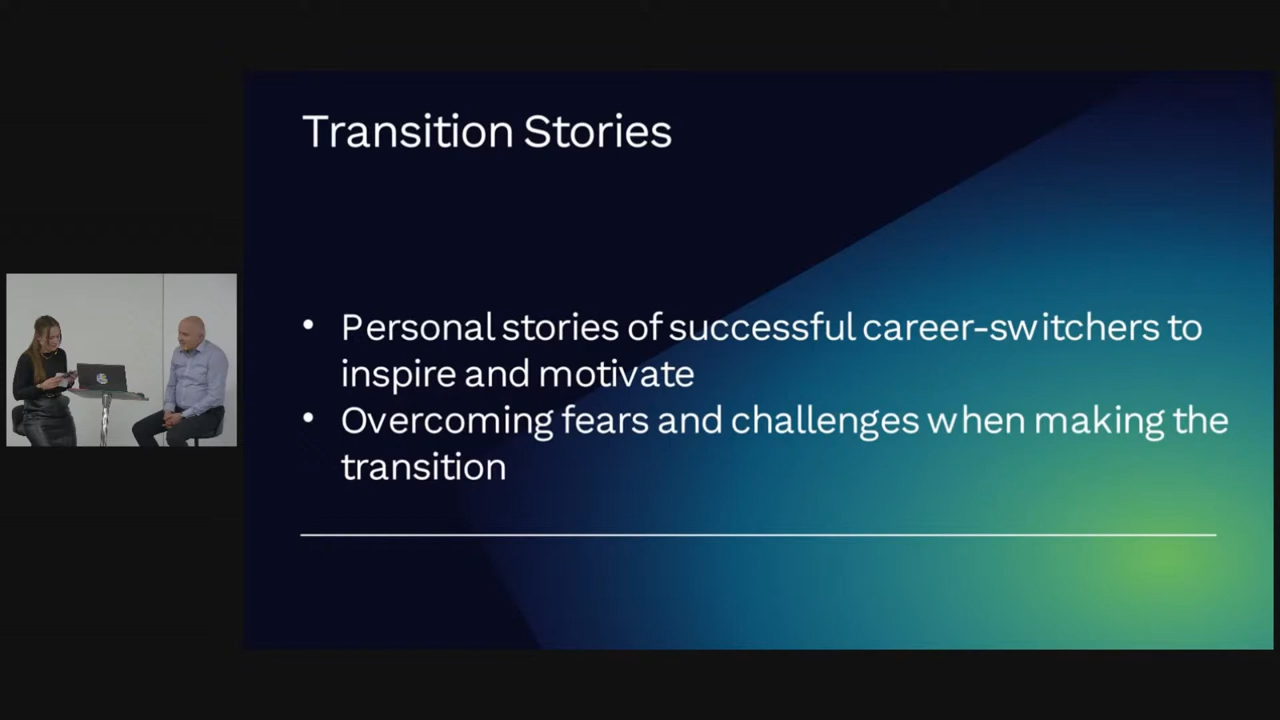 Transition Stories
• Personal stories of successful career-switchers to
inspire and motivate
• Overcoming fears and challenges when making the
transition